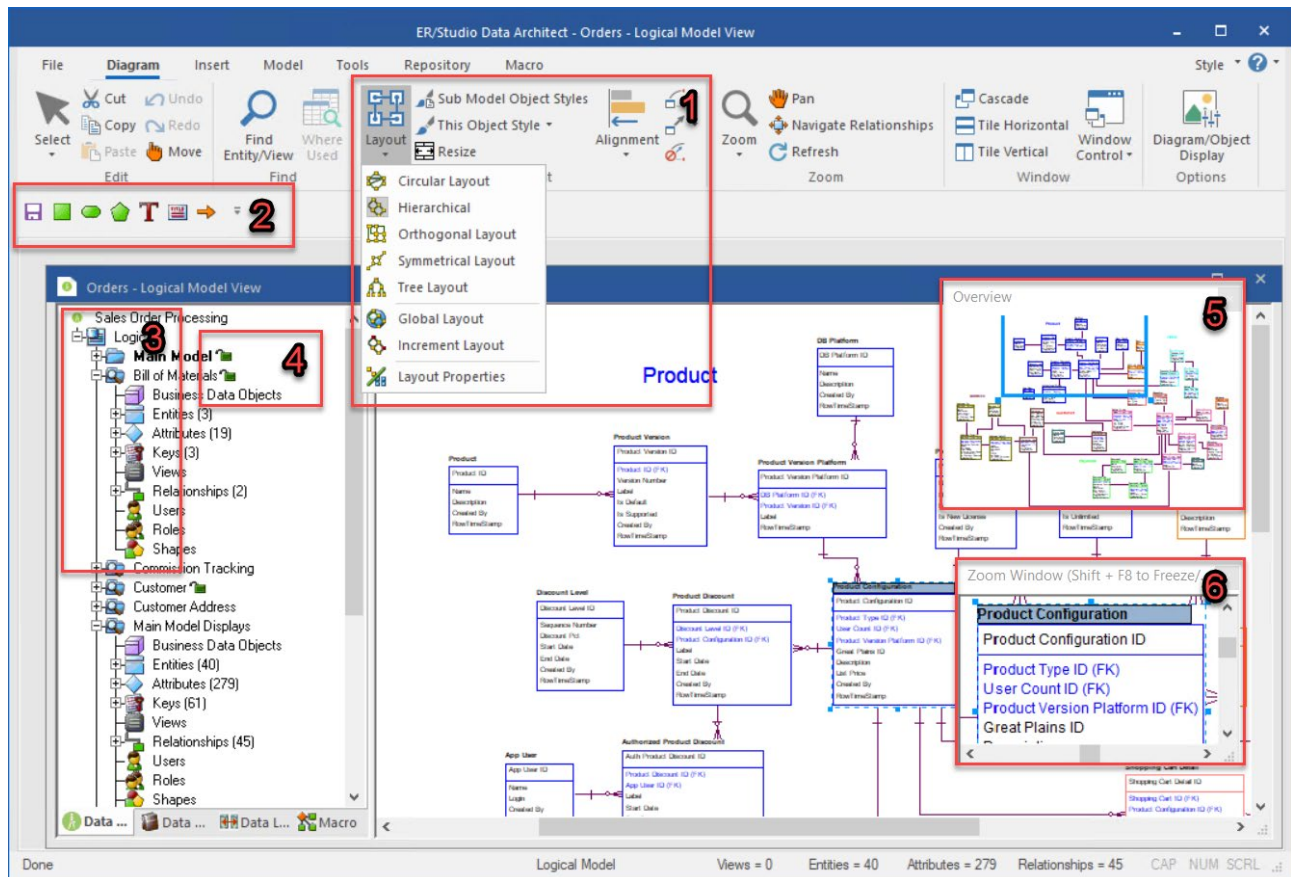 ER/Studio Data Architect - Orders - Logical Model View
File Diagram Insert Model Tools Repository Macro Style
Select
Cut Undo
Copy Redo
Paste Move
Edit
Find Entity/View
Where Used
Find
Layout
Sub Model Object Styles
This Object Style
Resize
Alignment
1
Zoom
Pan
Navigate Relationships
Refresh
Zoom
Cascade
Tile Horizontal
Tile Vertical
Window Control
Window
Diagram/Object Display
Options
Circular Layout
Hierarchical
Orthogonal Layout
Symmetrical Layout
Tree Layout
Global Layout
Increment Layout
Layout Properties
2
Orders - Logical Model View
Sales Order Processing
3
Main Model
4
Bill of Materials
Business Data Objects
Entities (3)
Attributes (19)
Keys (3)
Views
Relationships (2)
Users
Roles
Shapes
Commission Tracking
Customer
Customer Address
Main Model Displays
Business Data Objects
Entities (40)
Attributes (279)
Keys (61)
Views
Relationships (45)
Users
Roles
Shapes
Data ... Data ... Data L... Macro
Product
DB Platform
DB Platform ID
Name
Description
Created By
RowTimeStamp
Product
Product ID
Name
Description
Created By
RowTimeStamp
Product Version
Product Version ID
Product ID (FK)
Version Number
Label
Is Default
Is Supported
Created By
RowTimeStamp
Product Version Platform
Product Version Platform ID
DB Platform ID (FK)
Product Version ID (FK)
Label
RowTimeStamp
Is New License
Created By
RowTimeStamp
Is Unlimited
RowTimeStamp
Description
RowTimeStamp
Discount Level
Discount Level ID
Sequence Number
Discount Pct
Start Date
End Date
Created By
RowTimeStamp
Product Discount
Product Discount ID
Discount Level ID (FK)
Product Configuration ID (FK)
Label
Start Date
End Date
Created By
RowTimeStamp
Product Configuration
Product Configuration ID
Product Type ID (FK)
User Count ID (FK)
Product Version Platform ID (FK)
Great Plains ID
Description
List Price
Created By
RowTimeStamp
App User
App User ID
Name
Login
Created By
Authorized Product Discount
Auth Product Discount ID
Product Discount ID (FK)
App User ID (FK)
Label
Start Date
Shopping Cart Detail
Shopping Cart Detail ID
Shopping Cart ID (FK)
Product Configuration ID (FK)
Overview
5
Zoom Window (Shift + F8 to Freeze/...
6
Product Configuration
Product Configuration ID
Product Type ID (FK)
User Count ID (FK)
Product Version Platform ID (FK)
Great Plains ID
Done Logical Model Views = 0 Entities = 40 Attributes = 279 Relationships = 45 CAP NUM SCRL